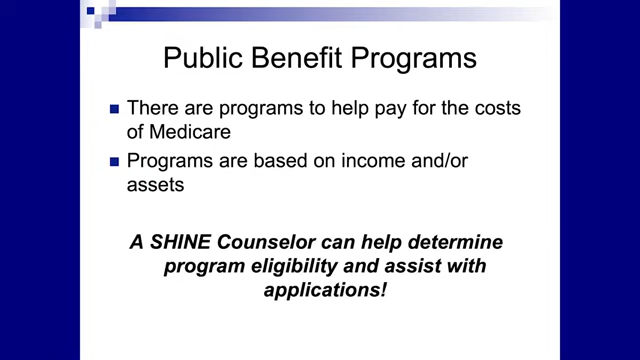 Public Benefit Programs
There are programs to help pay for the costs
of Medicare
Programs are based on income and/or
assets
A SHINE Counselor can help determine
program eligibility and assist with
applications!